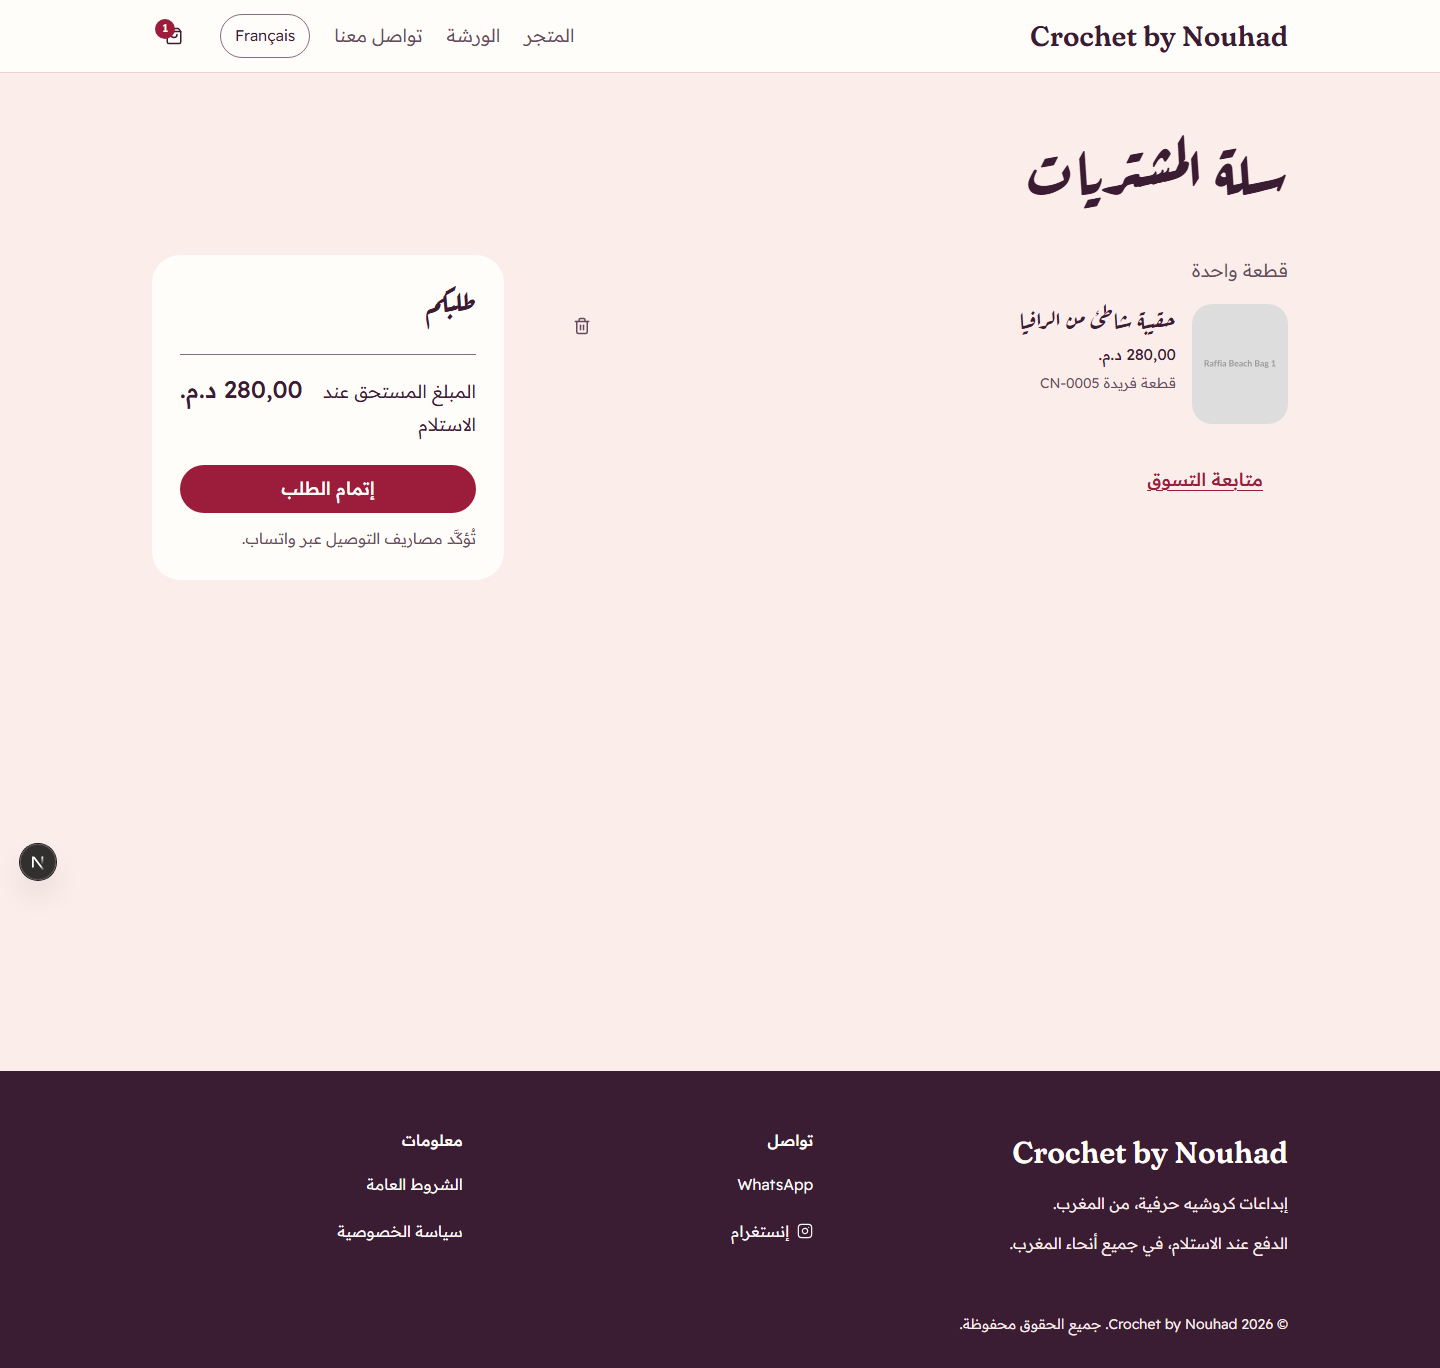 Crochet by Nouhad
المتجر
الورشة
تواصل معنا
Français
1
سلة المشتريات
قطعة واحدة
Raffia Beach Bag 1
حقيبة شاطئ من الرافيا
280,00 د.م.
قطعة فريدة CN-0005
متابعة التسوق
طلبكم
المبلغ المستحق عند الاستلام
280,00 د.م.
إتمام الطلب
تُؤكَّد مصاريف التوصيل عبر واتساب.
N
Crochet by Nouhad
إبداعات كروشيه حرفية، من المغرب.
الدفع عند الاستلام، في جميع أنحاء المغرب.
تواصل
WhatsApp
إنستغرام
معلومات
الشروط العامة
سياسة الخصوصية
© 2026 Crochet by Nouhad. جميع الحقوق محفوظة.